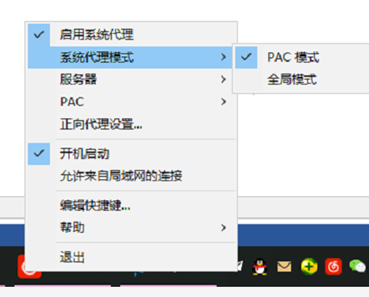 启用系统代理
系统代理模式
PAC 模式
全局模式
服务器
PAC
正向代理设置...
开机启动
允许来自局域网的连接
编辑快捷键...
帮助
退出